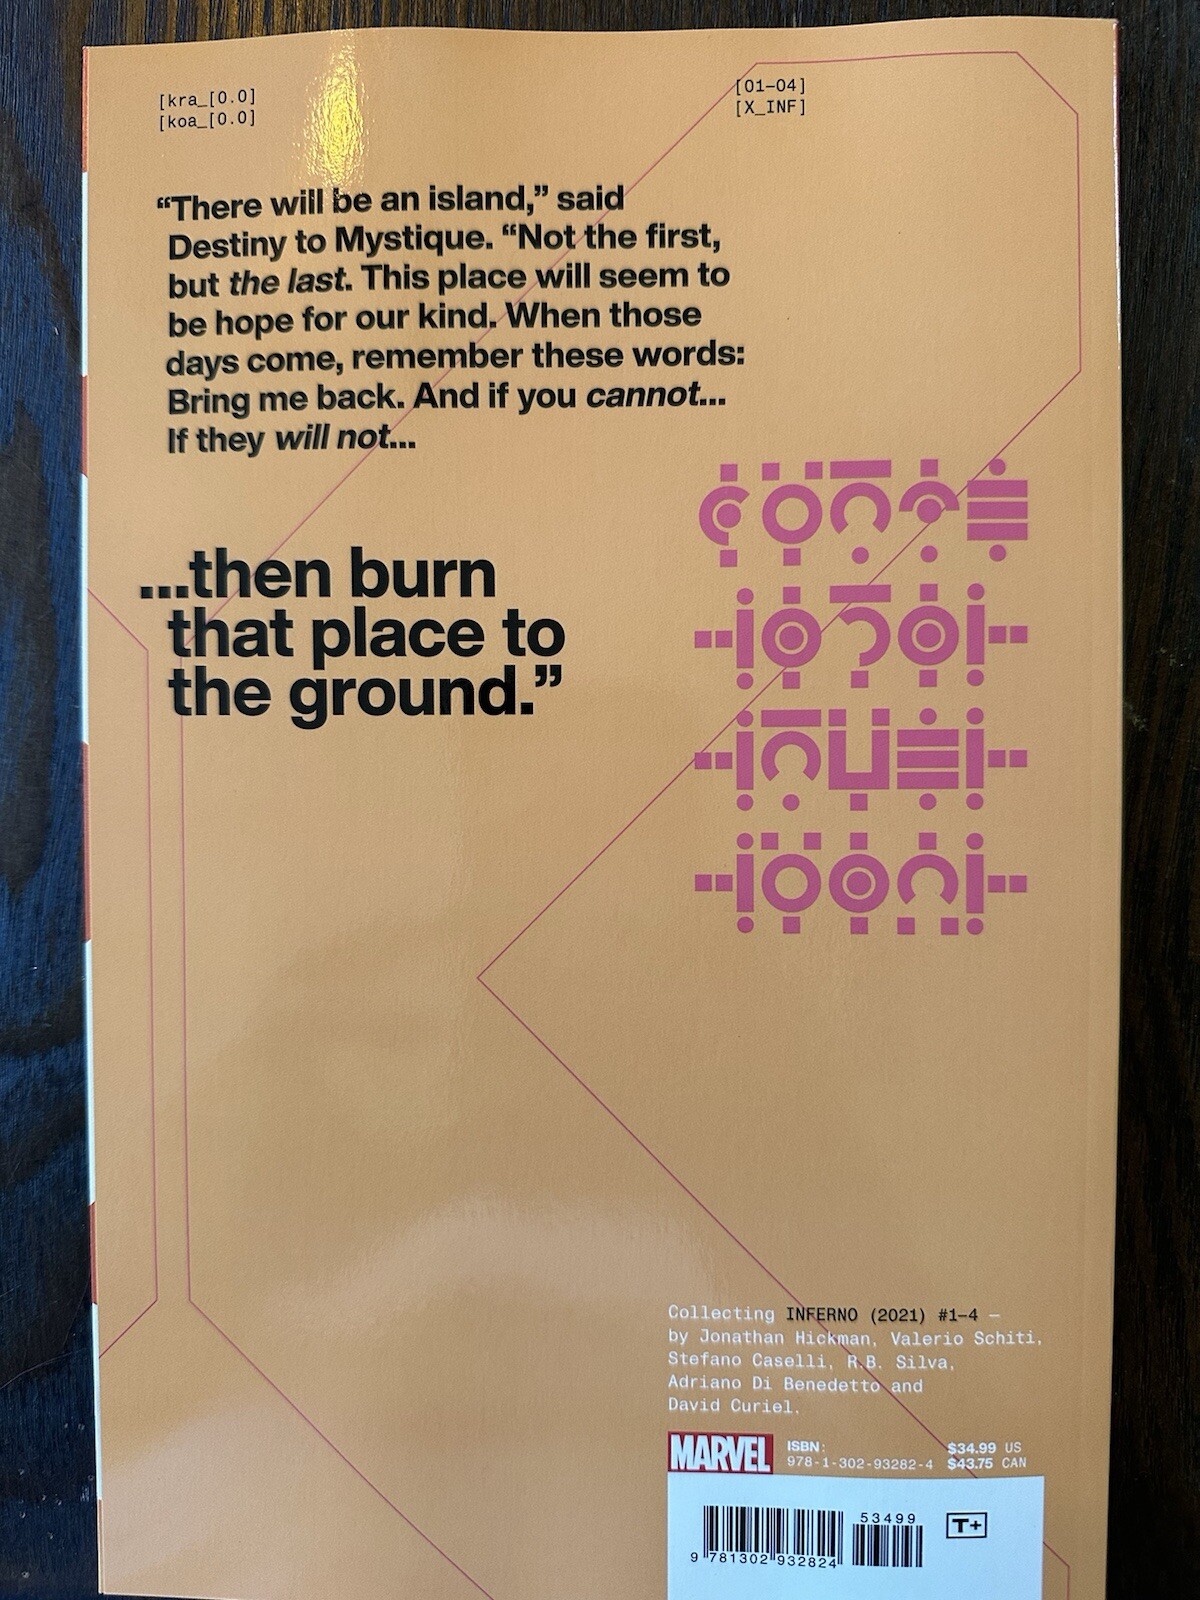 [kra_[0.0]
[koa_[0.0]
[01—04]
[X_INF]
“There will be an island,” said
Destiny to Mystique. “Not the first,
but the last. This place will seem to
be hope for our kind. When those
days come, remember these words:
Bring me back. And if you cannot...
If they will not...
...then burn
that place to
the ground.”
Collecting INFERNO (2021) #1—4 —
by Jonathan Hickman, Valerio Schiti,
Stefano Caselli, R.B. Silva,
Adriano Di Benedetto and
David Curiel.
MARVEL
ISBN:
978-1-302-93282-4
$34.99 US
$43.75 CAN
53499
T+
9 781302 932824